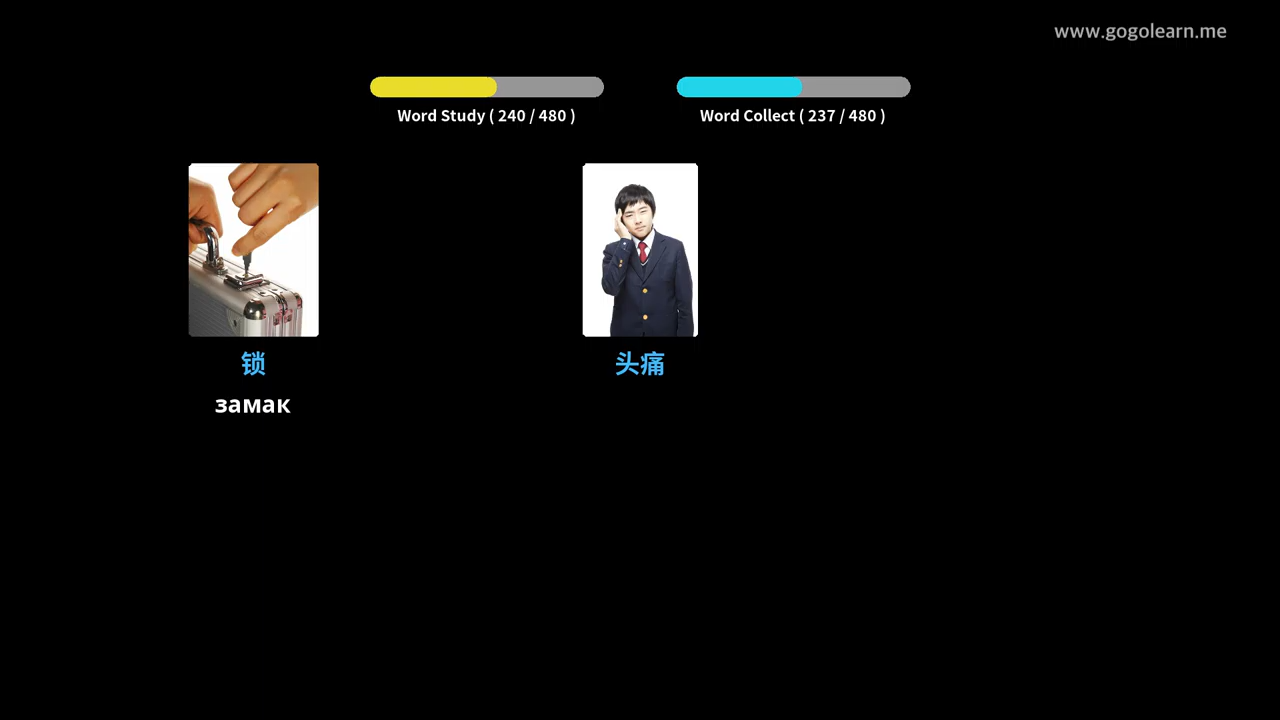 www.gogolearn.me
Word Study ( 240 / 480 )
Word Collect ( 237 / 480 )
锁
头痛
замак